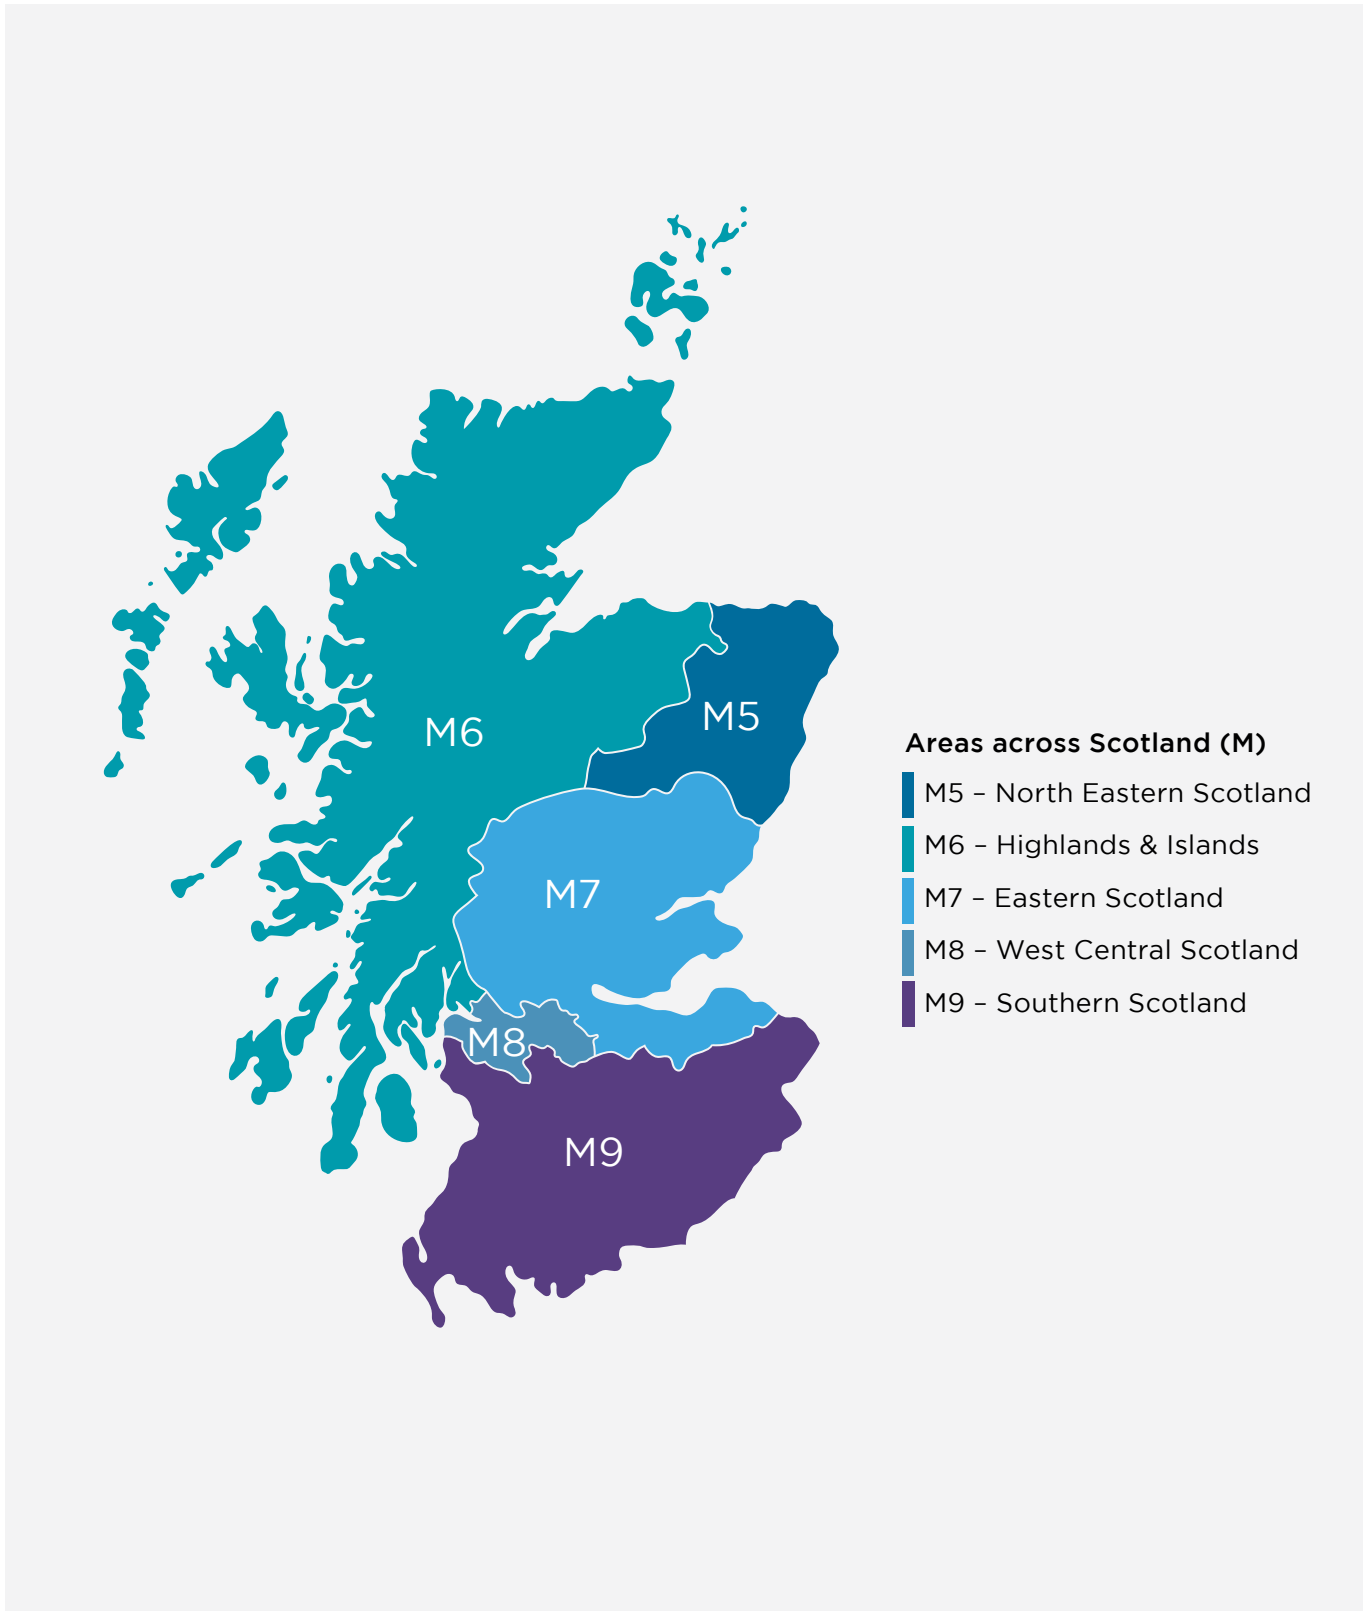 M6
M5
M7
M8
M9
Areas across Scotland (M)
M5 – North Eastern Scotland
M6 – Highlands & Islands
M7 – Eastern Scotland
M8 – West Central Scotland
M9 – Southern Scotland